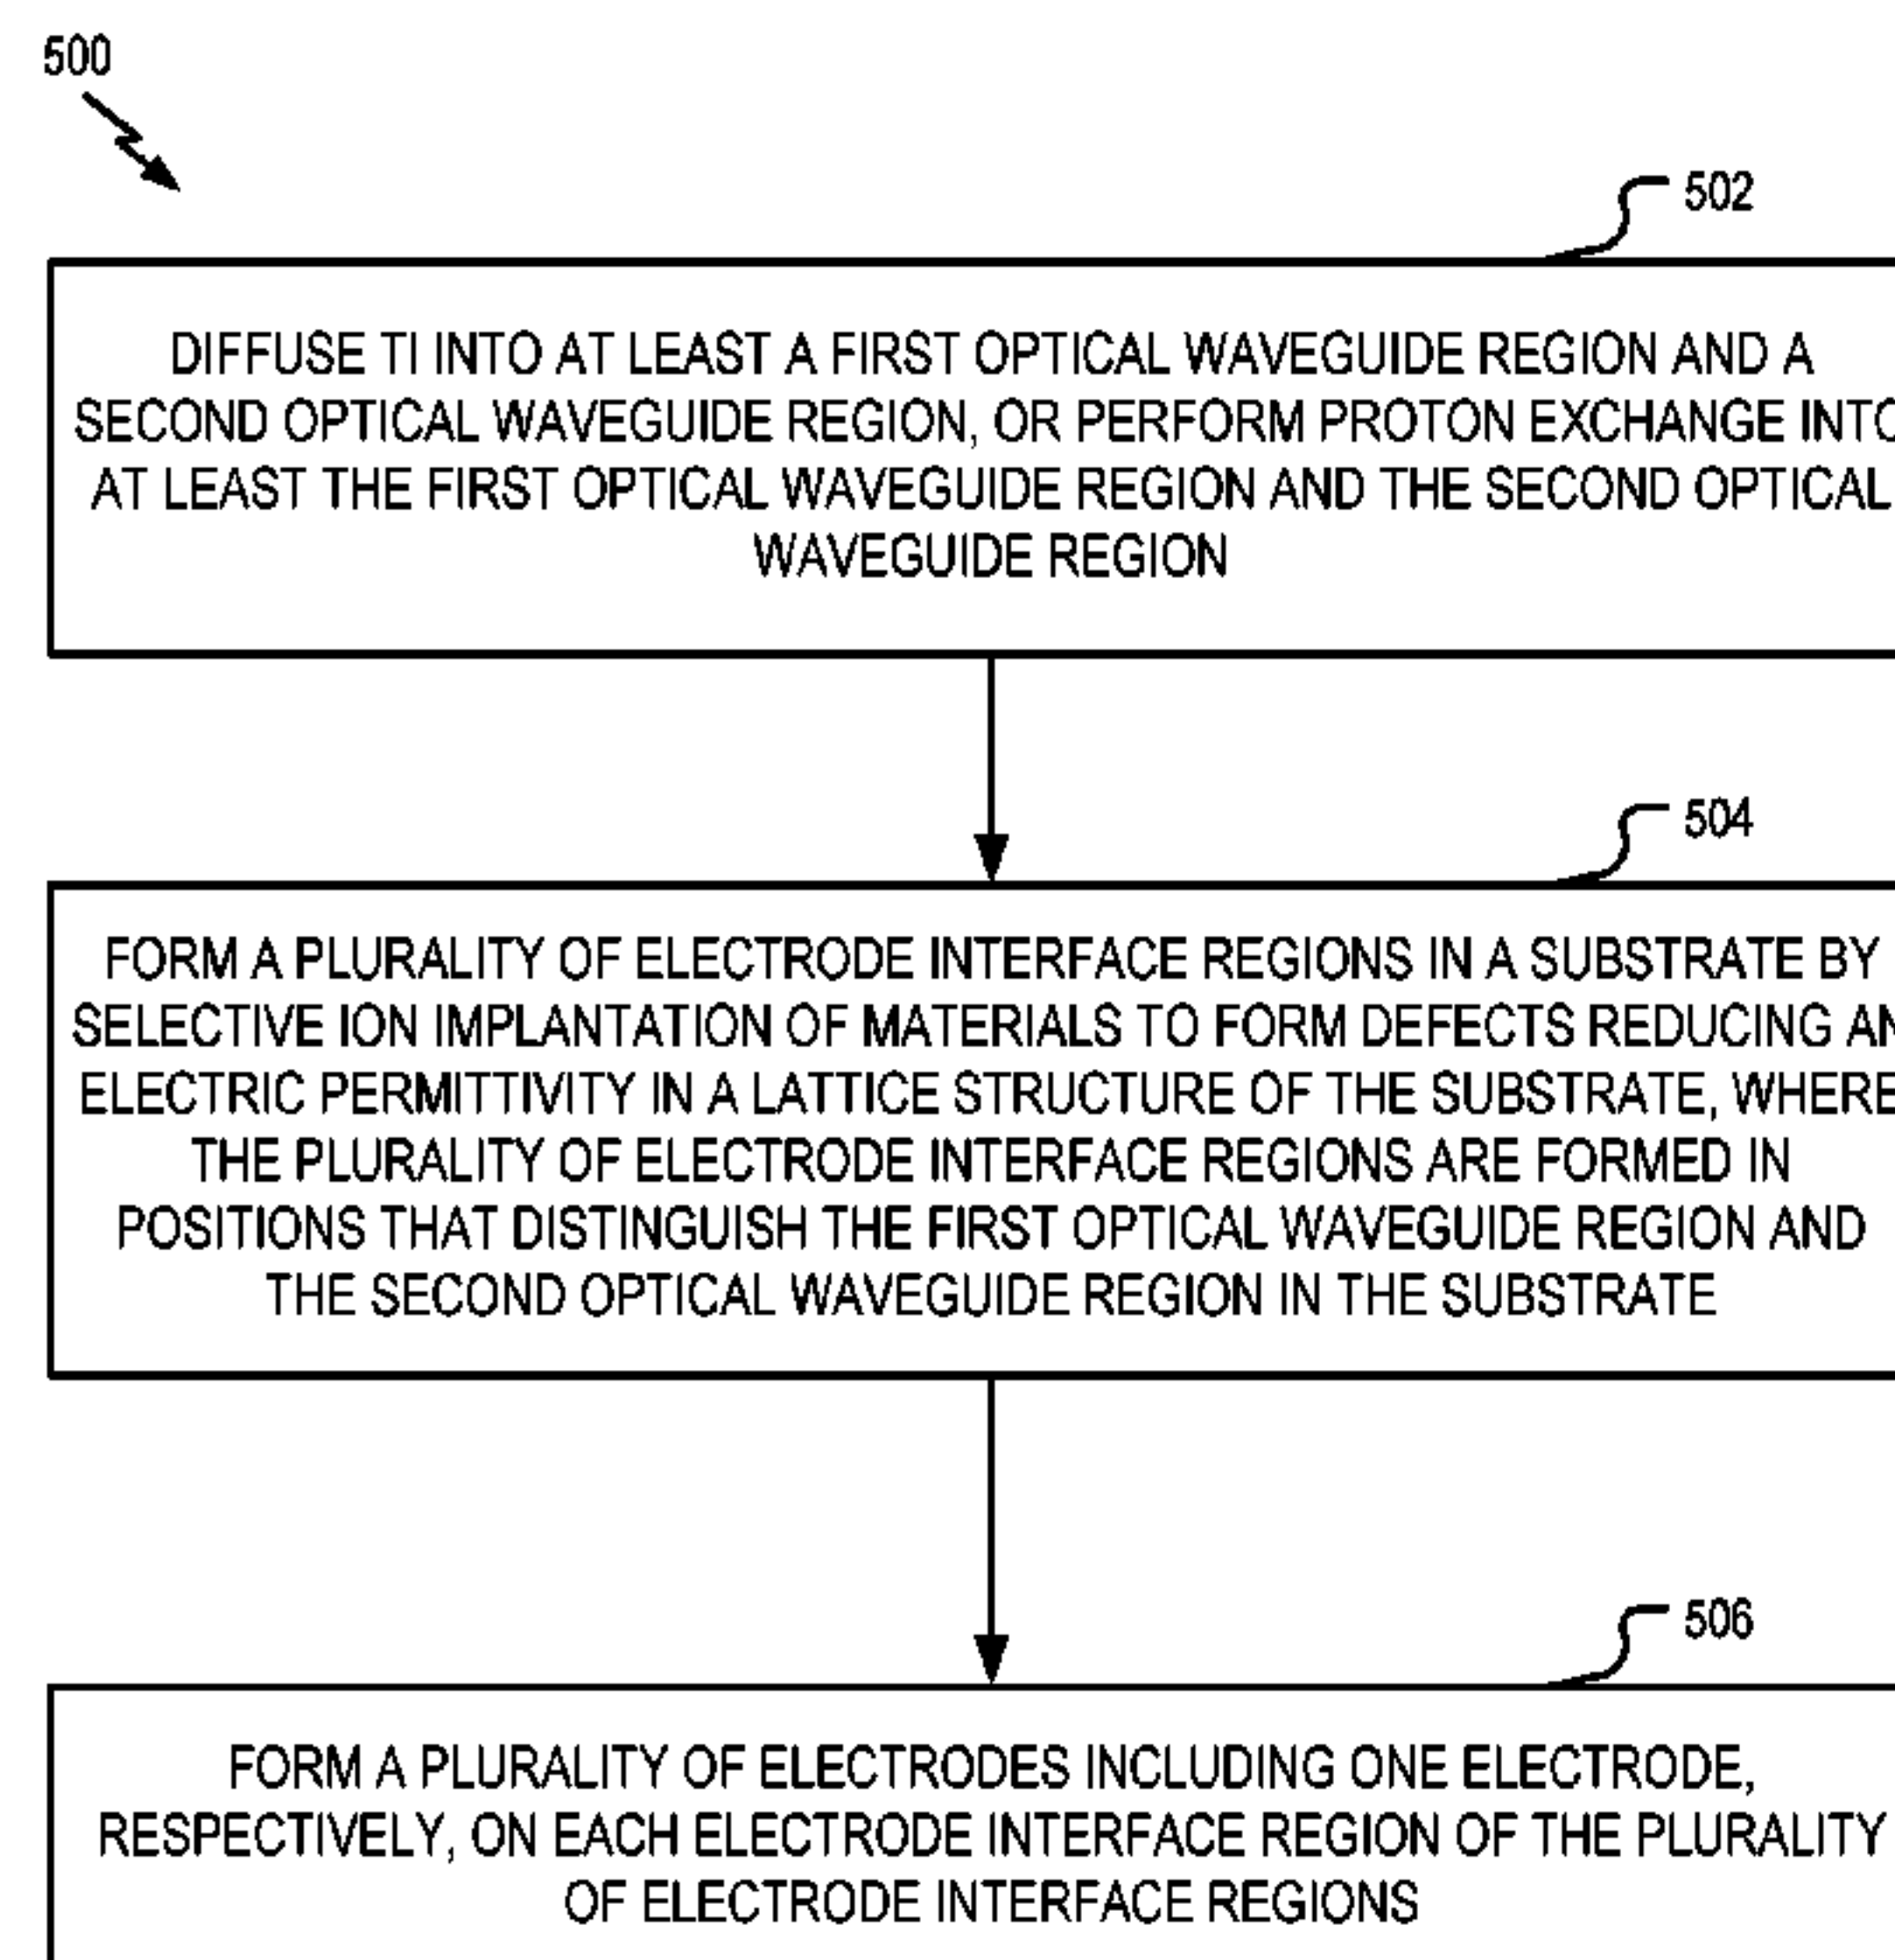 500
502
DIFFUSE TI INTO AT LEAST A FIRST OPTICAL WAVEGUIDE REGION AND A
SECOND OPTICAL WAVEGUIDE REGION, OR PERFORM PROTON EXCHANGE INTO
AT LEAST THE FIRST OPTICAL WAVEGUIDE REGION AND THE SECOND OPTICAL
WAVEGUIDE REGION
504
FORM A PLURALITY OF ELECTRODE INTERFACE REGIONS IN A SUBSTRATE BY
SELECTIVE ION IMPLANTATION OF MATERIALS TO FORM DEFECTS REDUCING AN
ELECTRIC PERMITTIVITY IN A LATTICE STRUCTURE OF THE SUBSTRATE, WHERE
THE PLURALITY OF ELECTRODE INTERFACE REGIONS ARE FORMED IN
POSITIONS THAT DISTINGUISH THE FIRST OPTICAL WAVEGUIDE REGION AND
THE SECOND OPTICAL WAVEGUIDE REGION IN THE SUBSTRATE
506
FORM A PLURALITY OF ELECTRODES INCLUDING ONE ELECTRODE,
RESPECTIVELY, ON EACH ELECTRODE INTERFACE REGION OF THE PLURALITY
OF ELECTRODE INTERFACE REGIONS